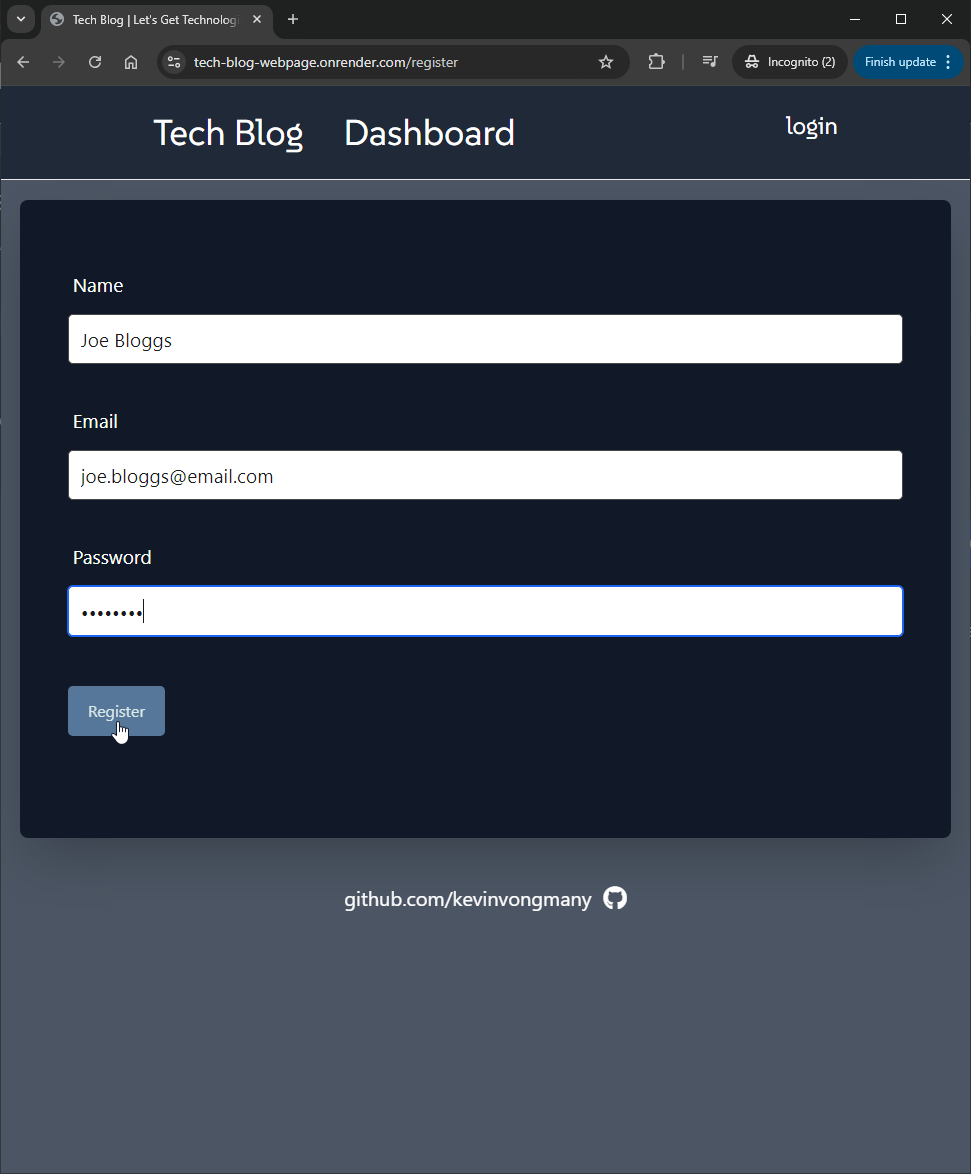 Tech Blog | Let's Get Technologi
tech-blog-webpage.onrender.com/register
Incognito (2)
Finish update
Tech Blog
Dashboard
login
Name
Joe Bloggs
Email
joe.bloggs@email.com
Password
••••••••
Register
github.com/kevinvongmany